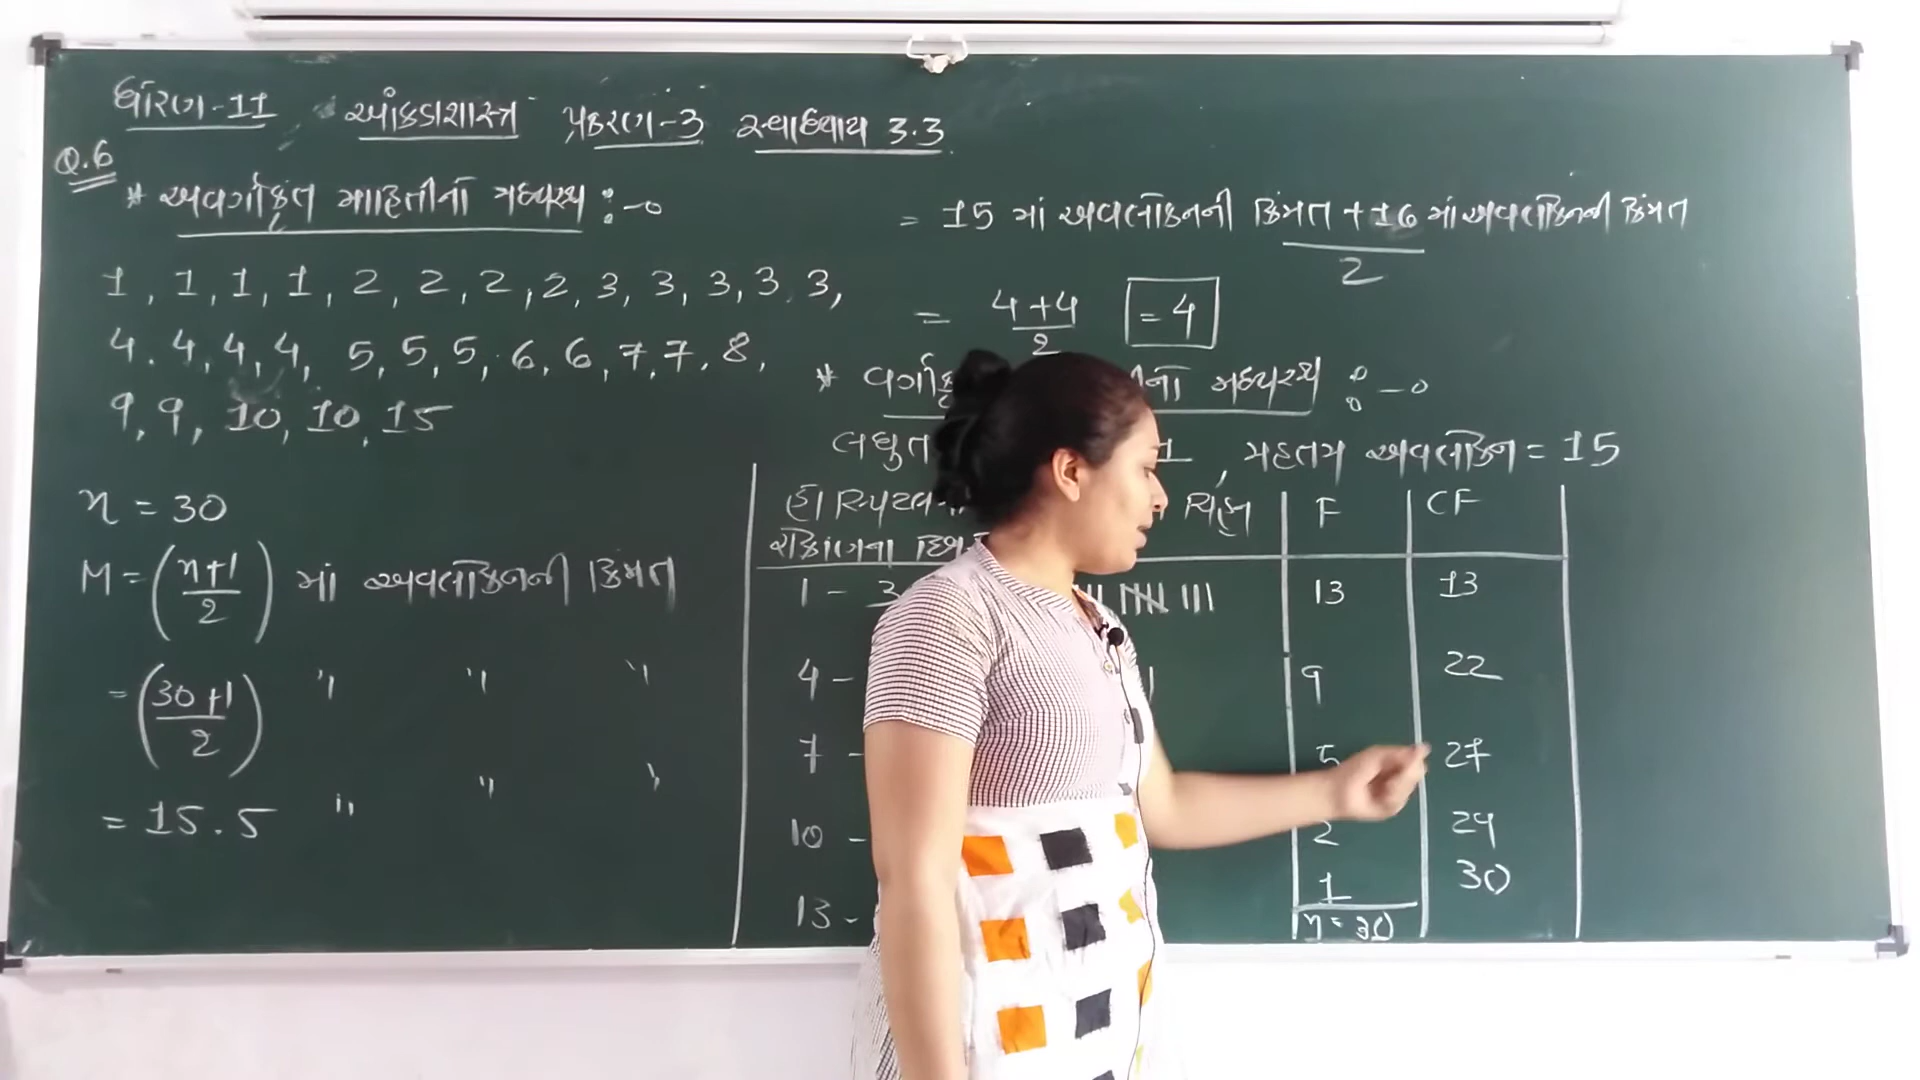 ધોરણ-11 આંકડાશાસ્ત્ર પ્રકરણ-3 સ્વાધ્યાય 3.3
Q.6
* અવર્ગીકૃત માહિતીનો મધ્યસ્થ :-
1, 1, 1, 1, 2, 2, 2, 2, 3, 3, 3, 3, 3,
4. 4, 4, 4, 5, 5, 5, 6, 6, 7, 7, 8,
9, 9, 10, 10, 15
n = 30
M = (n+1/2) માં અવલોકનની કિંમત
= (30+1/2) " " "
= 15.5 " " "
= 15 માં અવલોકનની કિંમત + 16 માં અવલોકનની કિંમત
2
= 4+4/2 = 4
* મધ્યસ્થ :-
લઘુત , મહત્તમ અવલોકન = 15
ચિહ્ન F CF
રોકાણના
1 - 3 13 13
4 - 9 22
7 - 5 27
10 - 2 29
13 - 1 30
n = 30